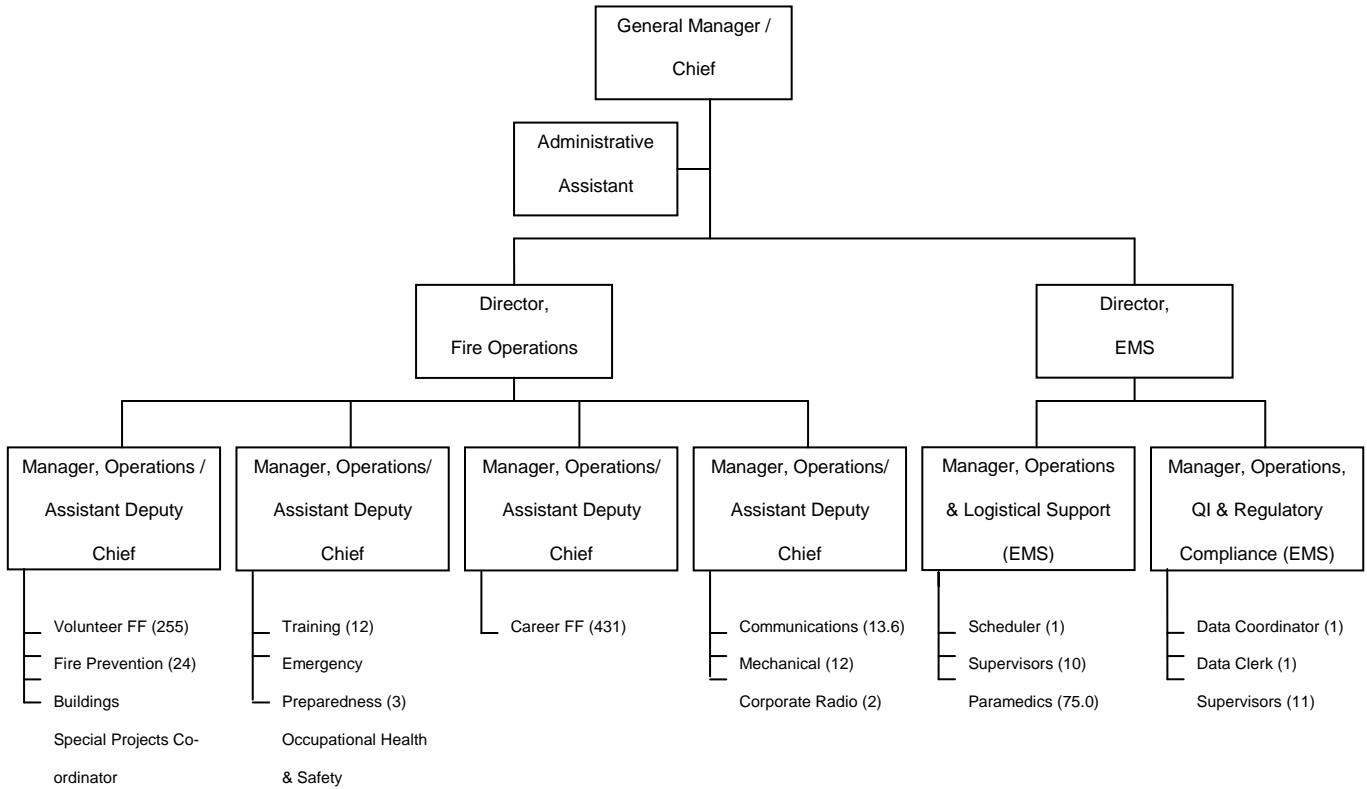 General Manager /
Chief
Administrative
Assistant
Director,
Fire Operations
Director,
EMS
Manager, Operations /
Assistant Deputy
Chief
Manager, Operations/
Assistant Deputy
Chief
Manager, Operations/
Assistant Deputy
Chief
Manager, Operations/
Assistant Deputy
Chief
Manager, Operations
& Logistical Support
(EMS)
Manager, Operations,
QI & Regulatory
Compliance (EMS)
Volunteer FF (255)
Fire Prevention (24)
Buildings
Special Projects Co-
ordinator
Training (12)
Emergency
Preparedness (3)
Occupational Health
& Safety
Career FF (431)
Communications (13.6)
Mechanical (12)
Corporate Radio (2)
Scheduler (1)
Supervisors (10)
Paramedics (75.0)
Data Coordinator (1)
Data Clerk (1)
Supervisors (11)